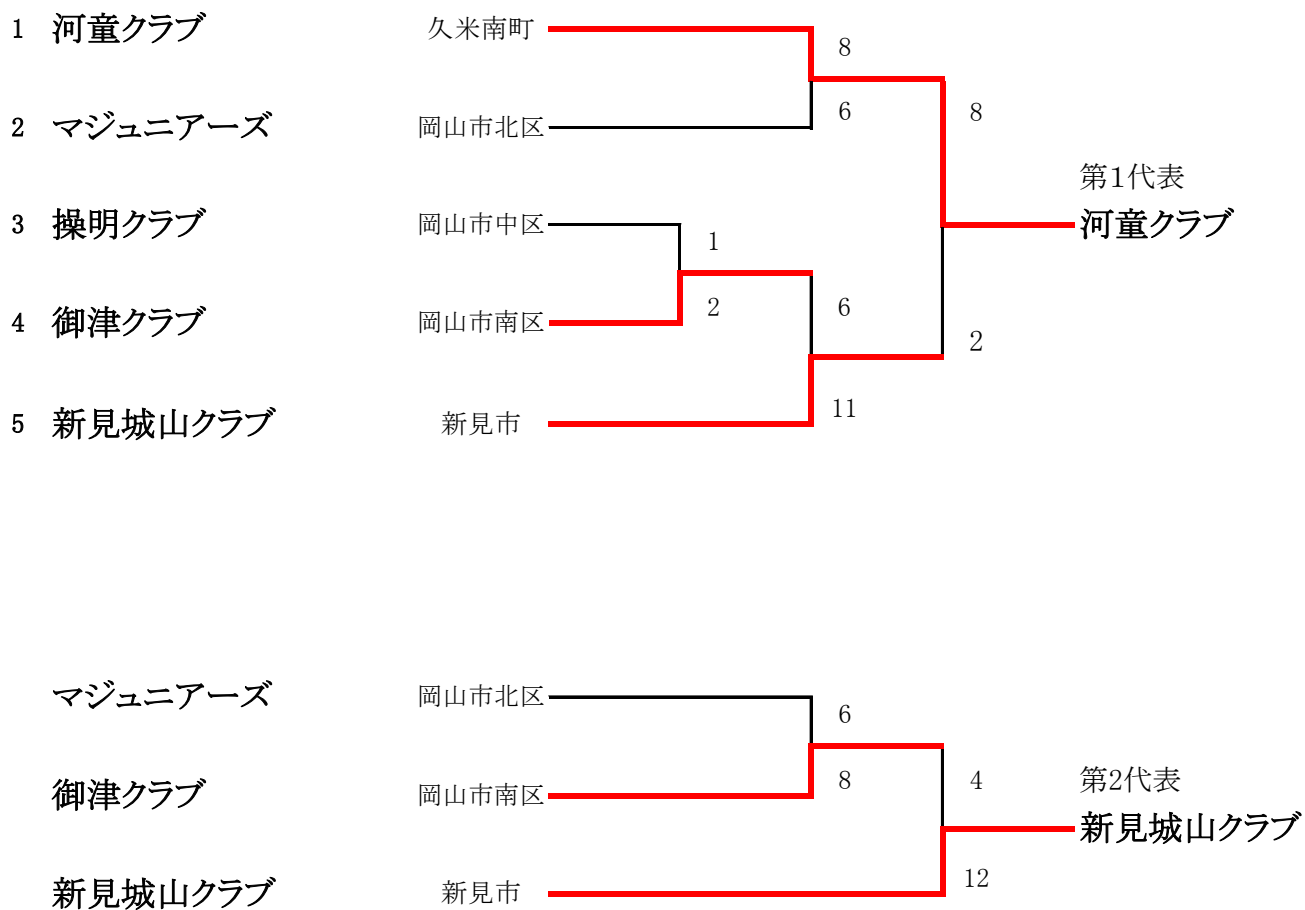 1 河童クラブ 久米南町
8
2 マジュニアーズ 岡山市北区
6
8
第1代表
河童クラブ
3 操明クラブ 岡山市中区
1
4 御津クラブ 岡山市南区
2
6
2
5 新見城山クラブ 新見市
11
マジュニアーズ 岡山市北区
6
御津クラブ 岡山市南区
8
4
第2代表
新見城山クラブ
新見城山クラブ 新見市
12